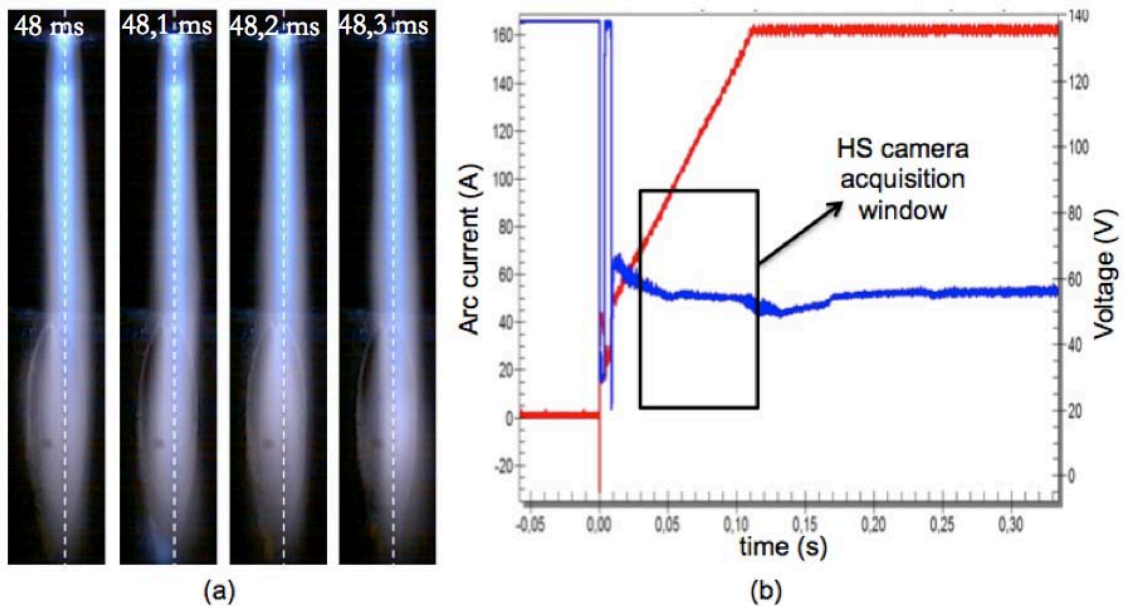 48 ms
48,1 ms
48,2 ms
48,3 ms
(a)
160
140
120
100
80
60
40
20
0
-20
Arc current (A)
HS camera
acquisition
window
140
120
100
80
60
40
20
0
Voltage (V)
-0,05
0,00
0,05
0,10
0,15
0,20
0,25
0,30
time (s)
(b)